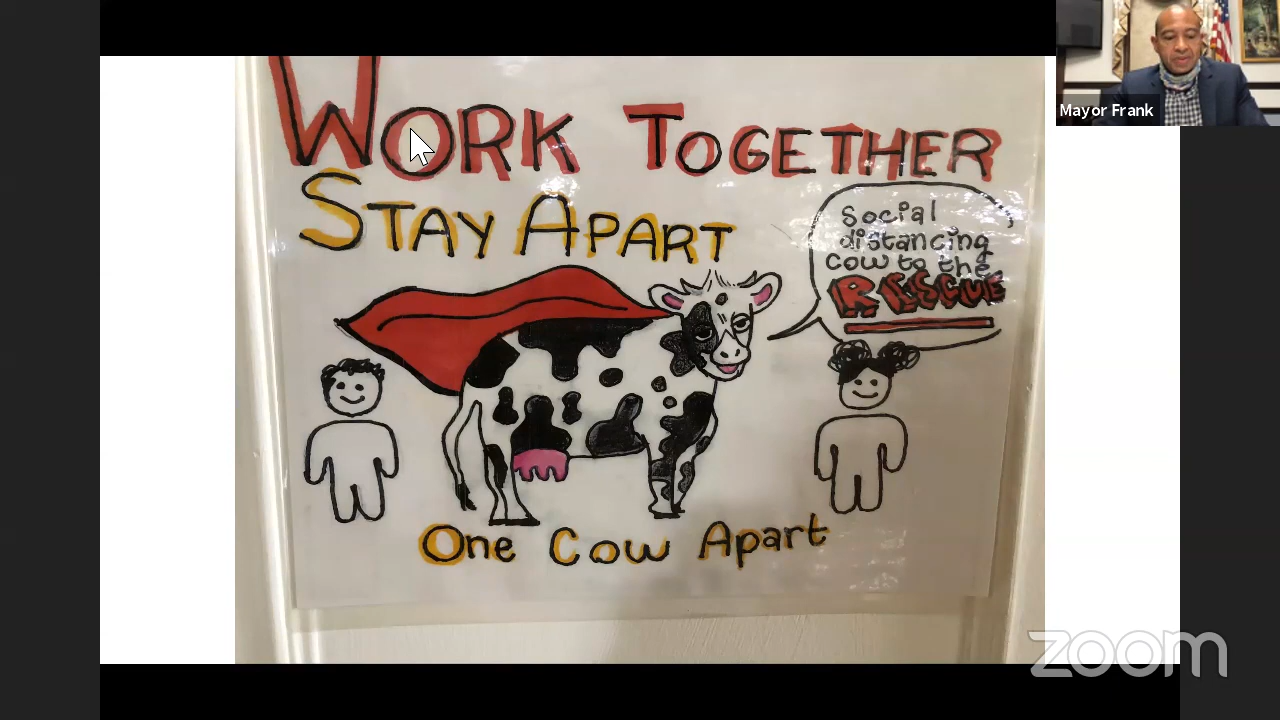 WORK TOGETHER
STAY APART
Social
distancing
cow to the
RESCUE
One Cow Apart
Mayor Frank
zoom